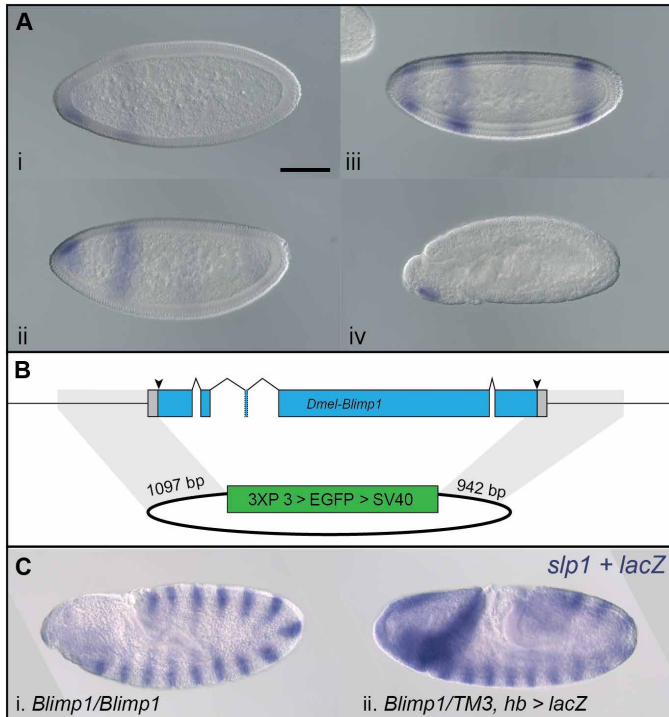 A
i
iii
ii
iv
B
Dmel-Blimp1
1097 bp
3XP 3 > EGFP > SV40
942 bp
C
slp1 + lacZ
i. Blimp1/Blimp1
ii. Blimp1/TM3, hb > lacZ